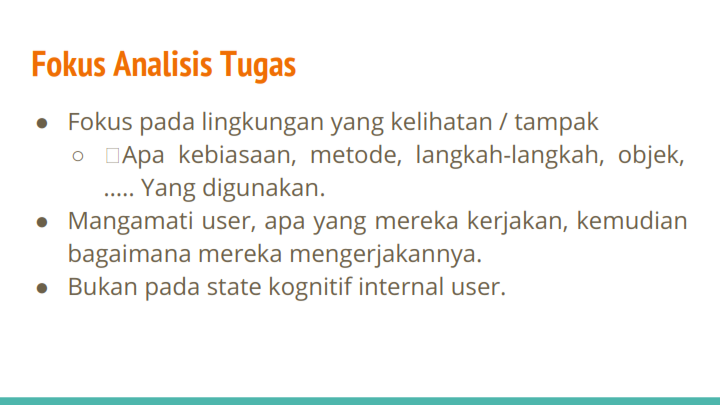 Fokus Analisis Tugas
● Fokus pada lingkungan yang kelihatan / tampak
○ Apa kebiasaan, metode, langkah-langkah, objek,
..... Yang digunakan.
● Mangamati user, apa yang mereka kerjakan, kemudian
bagaimana mereka mengerjakannya.
● Bukan pada state kognitif internal user.